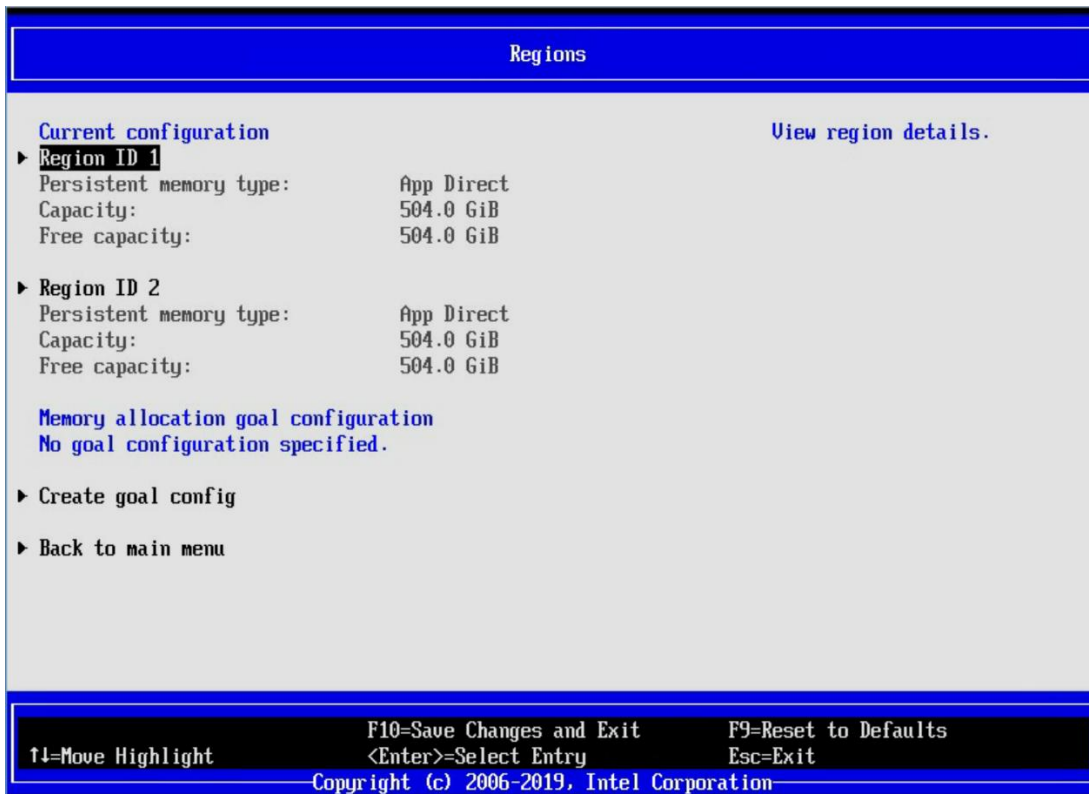 Regions
Current configuration
View region details.
Region ID 1
Persistent memory type: App Direct
Capacity: 504.0 GiB
Free capacity: 504.0 GiB
Region ID 2
Persistent memory type: App Direct
Capacity: 504.0 GiB
Free capacity: 504.0 GiB
Memory allocation goal configuration
No goal configuration specified.
Create goal config
Back to main menu
F10=Save Changes and Exit F9=Reset to Defaults
↑↓=Move Highlight <Enter>=Select Entry Esc=Exit
Copyright (c) 2006-2019, Intel Corporation